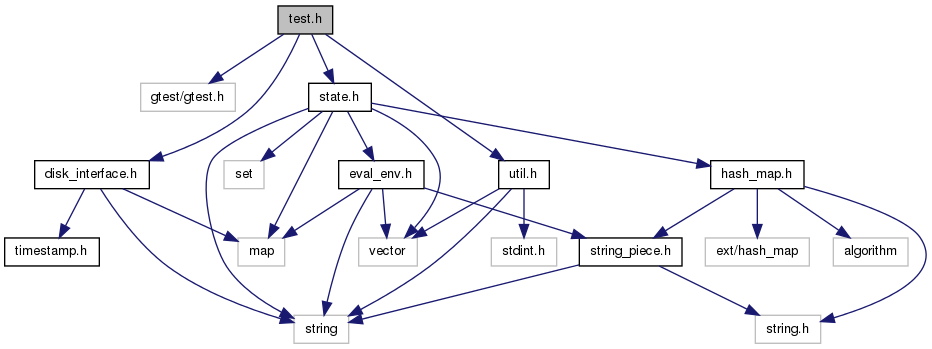 test.h
gtest/gtest.h
state.h
disk_interface.h
set
eval_env.h
util.h
hash_map.h
timestamp.h
map
vector
stdint.h
string_piece.h
ext/hash_map
algorithm
string
string.h